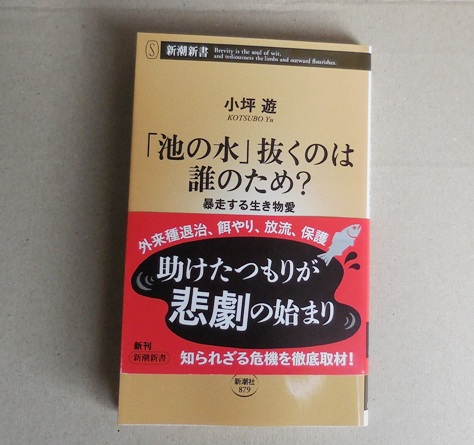 S 新潮新書
Brevity is the soul of wit,
and tediousness the limbs and outward flourishes.
小坪 遊
KOTSUBO Yu
「池の水」抜くのは
誰のため?
暴走する生き物愛
外来種退治、餌やり、放流、保護
助けたつもりが
悲劇の始まり
新刊
新潮新書
知られざる危機を徹底取材!
新潮社
879